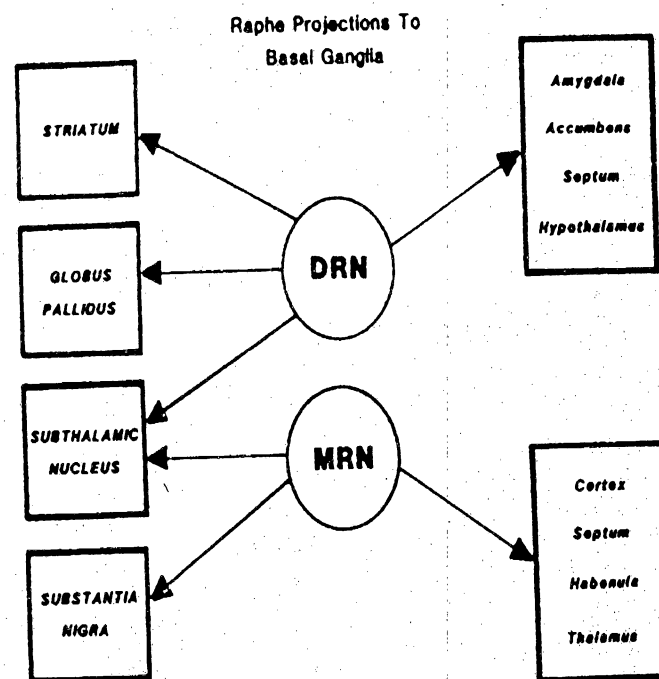 Raphe Projections To
Basal Ganglia
STRIATUM
GLOBUS
PALLIDUS
SUBTHALAMIC
NUCLEUS
SUBSTANTIA
NIGRA
DRN
MRN
Amygdala
Accumbens
Septum
Hypothalamus
Cortex
Septum
Habenula
Thalamus